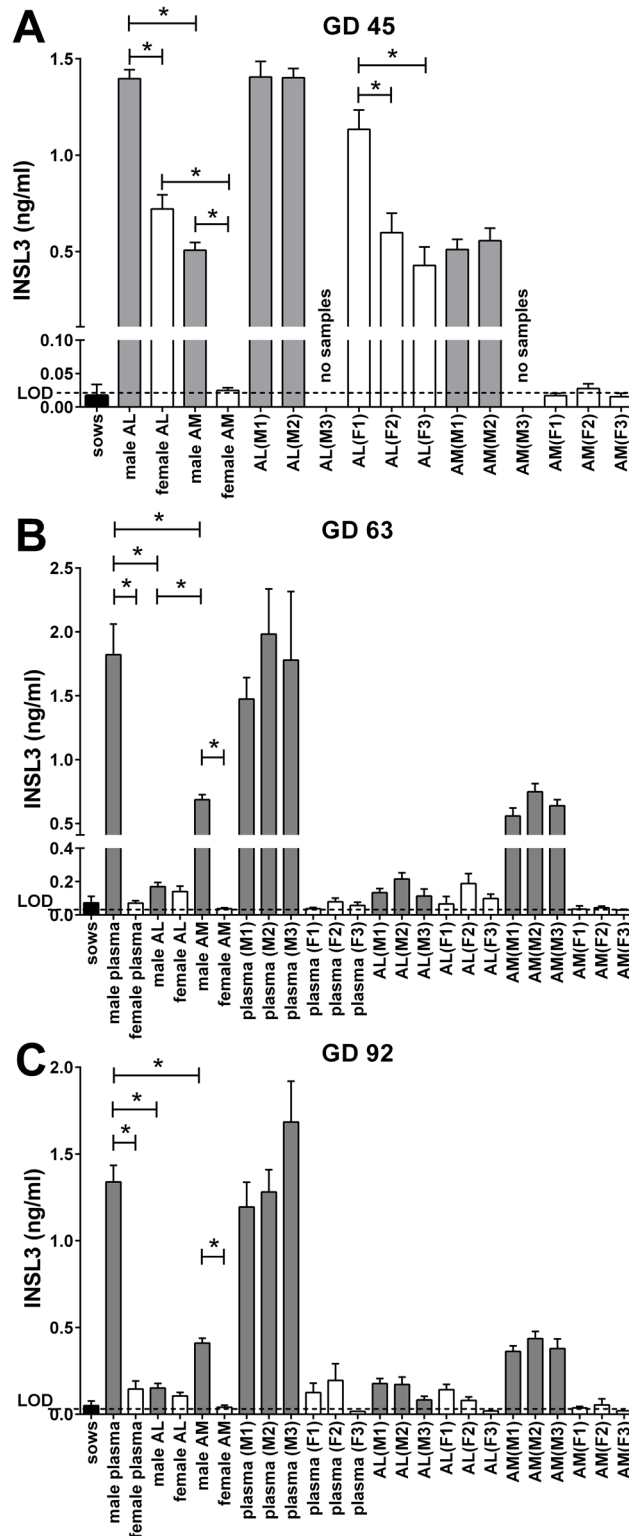 A
GD 45
INSL3 (ng/ml)
1.5
1.0
0.5
0.10
0.05
0.00
LOD
* * * *
* *
no samples
no samples
sows
male AL
female AL
male AM
female AM
AL(M1)
AL(M2)
AL(M3)
AL(F1)
AL(F2)
AL(F3)
AM(M1)
AM(M2)
AM(M3)
AM(F1)
AM(F2)
AM(F3)
B
GD 63
INSL3 (ng/ml)
2.5
2.0
1.5
1.0
0.5
0.4
0.2
0.0
LOD
* * * * *
sows
male plasma
female plasma
male AL
female AL
male AM
female AM
plasma (M1)
plasma (M2)
plasma (M3)
plasma (F1)
plasma (F2)
plasma (F3)
AL(M1)
AL(M2)
AL(M3)
AL(F1)
AL(F2)
AL(F3)
AM(M1)
AM(M2)
AM(M3)
AM(F1)
AM(F2)
AM(F3)
C
GD 92
INSL3 (ng/ml)
2.0
1.5
1.0
0.5
0.0
LOD
* * * *
sows
male plasma
female plasma
male AL
female AL
male AM
female AM
plasma (M1)
plasma (M2)
plasma (M3)
plasma (F1)
plasma (F2)
plasma (F3)
AL(M1)
AL(M2)
AL(M3)
AL(F1)
AL(F2)
AL(F3)
AM(M1)
AM(M2)
AM(M3)
AM(F1)
AM(F2)
AM(F3)